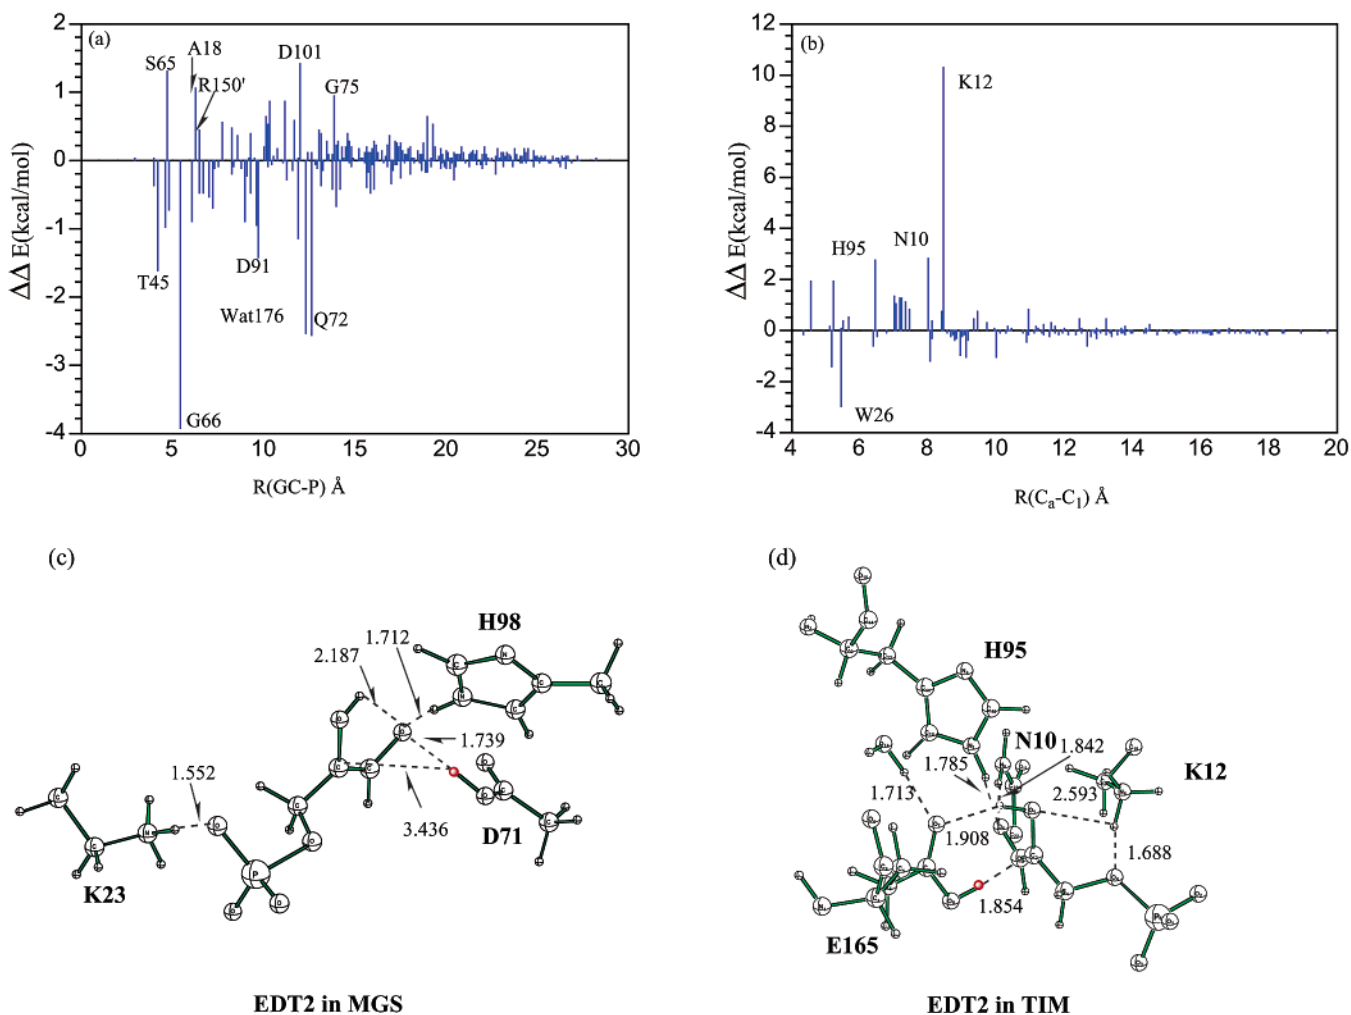 (a)
2
1
0
-1
-2
-3
-4
ΔΔ E(kcal/mol)
S65
A18
R150'
D101
G75
T45
D91
Wat176
Q72
G66
0 5 10 15 20 25 30
R(GC-P) Å
(b)
12
10
8
6
4
2
0
-2
-4
ΔΔ E(kcal/mol)
K12
N10
H95
W26
4 6 8 10 12 14 16 18 20
R(Ca-C1) Å
(c)
H98
1.712
2.187
1.739
1.552
3.436
D71
K23
P
EDT2 in MGS
(d)
H95
N10
1.842
K12
1.785
2.593
1.713
1.908
1.688
1.854
E165
EDT2 in TIM